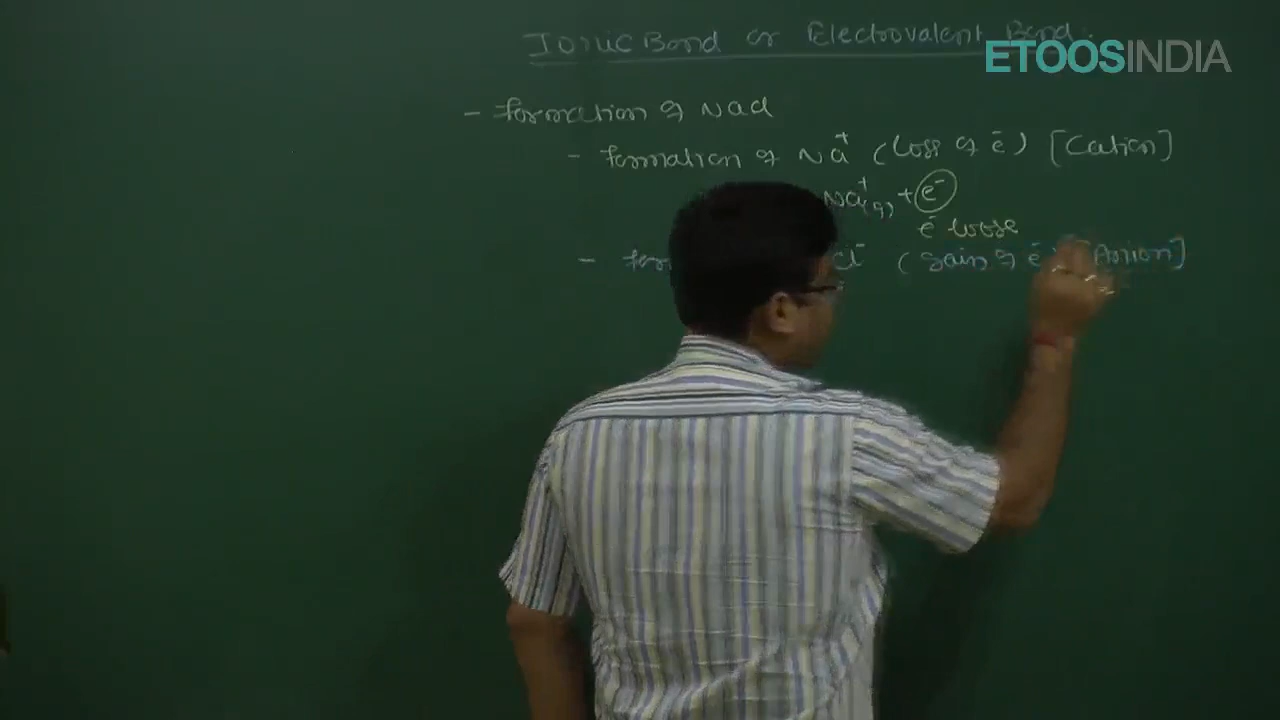 Ionic Bond or Electrovalent Bond :
ETOOSINDIA
- formation of NaCl
- formation of Na⁺ (loss of ē) [Cation]
Na⁺(g) + e⁻
ē loose
- Cl⁻ (gain of ē) [Anion]